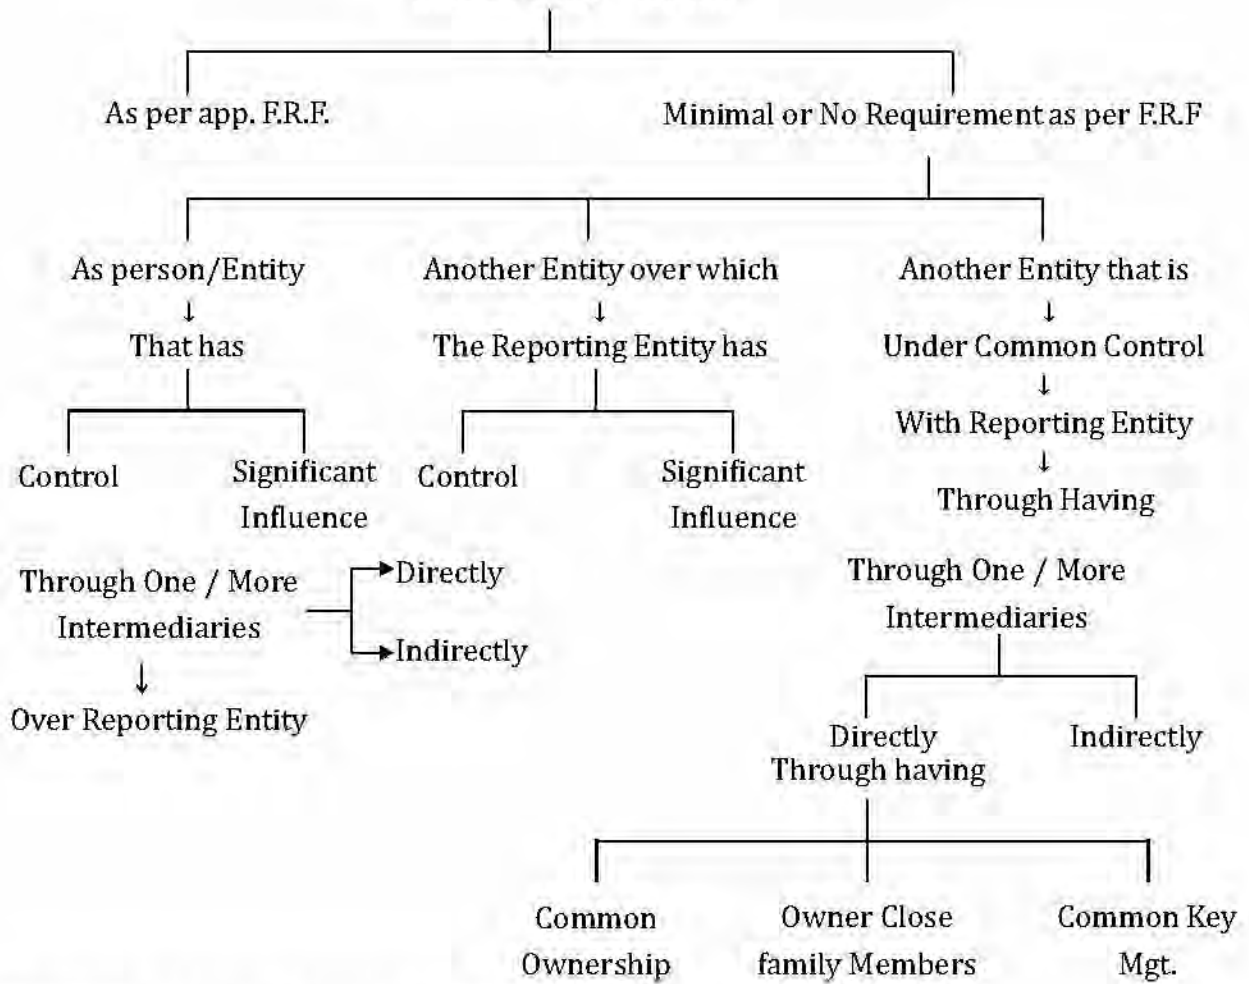 As per app. F.R.F.
Minimal or No Requirement as per F.R.F
As person/Entity
↓
That has
Control
Significant
Influence
Through One / More
Intermediaries
Directly
Indirectly
↓
Over Reporting Entity
Another Entity over which
↓
The Reporting Entity has
Control
Significant
Influence
Another Entity that is
↓
Under Common Control
↓
With Reporting Entity
↓
Through Having
Through One / More
Intermediaries
Directly
Through having
Indirectly
Common
Ownership
Owner Close
family Members
Common Key
Mgt.